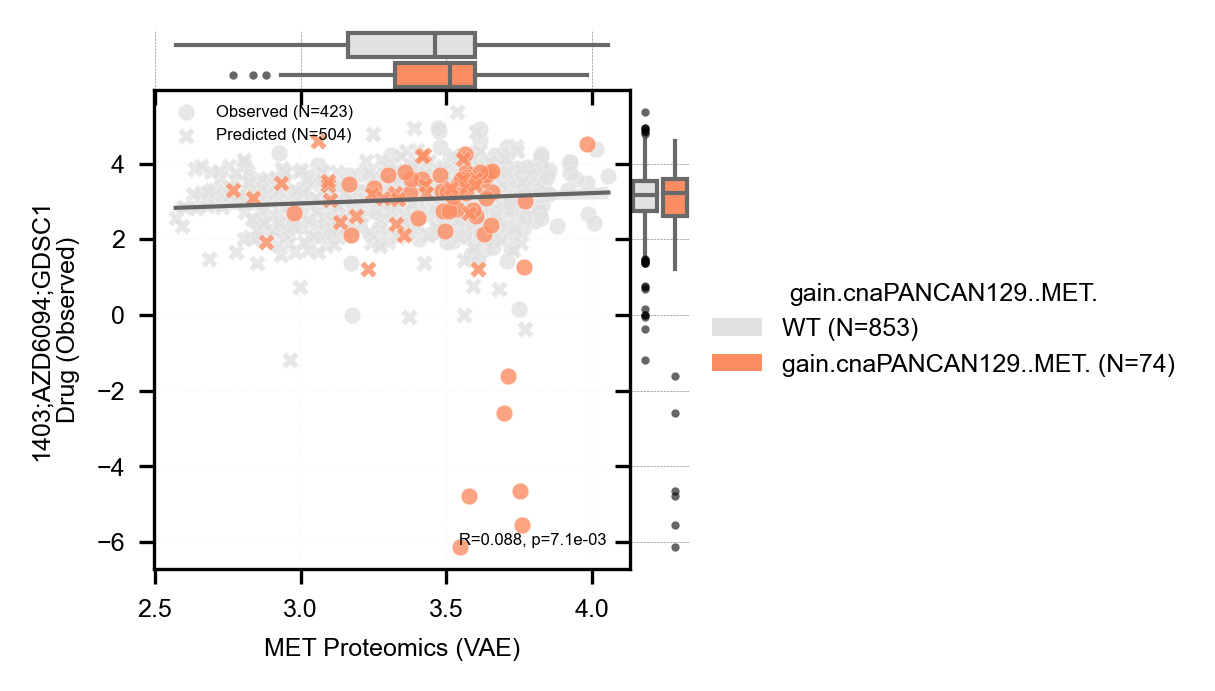 Observed (N=423)
Predicted (N=504)
4
2
0
−2
−4
−6
1403;AZD6094;GDSC1
Drug (Observed)
R=0.088, p=7.1e-03
2.5
3.0
3.5
4.0
MET Proteomics (VAE)
gain.cnaPANCAN129..MET.
WT (N=853)
gain.cnaPANCAN129..MET. (N=74)